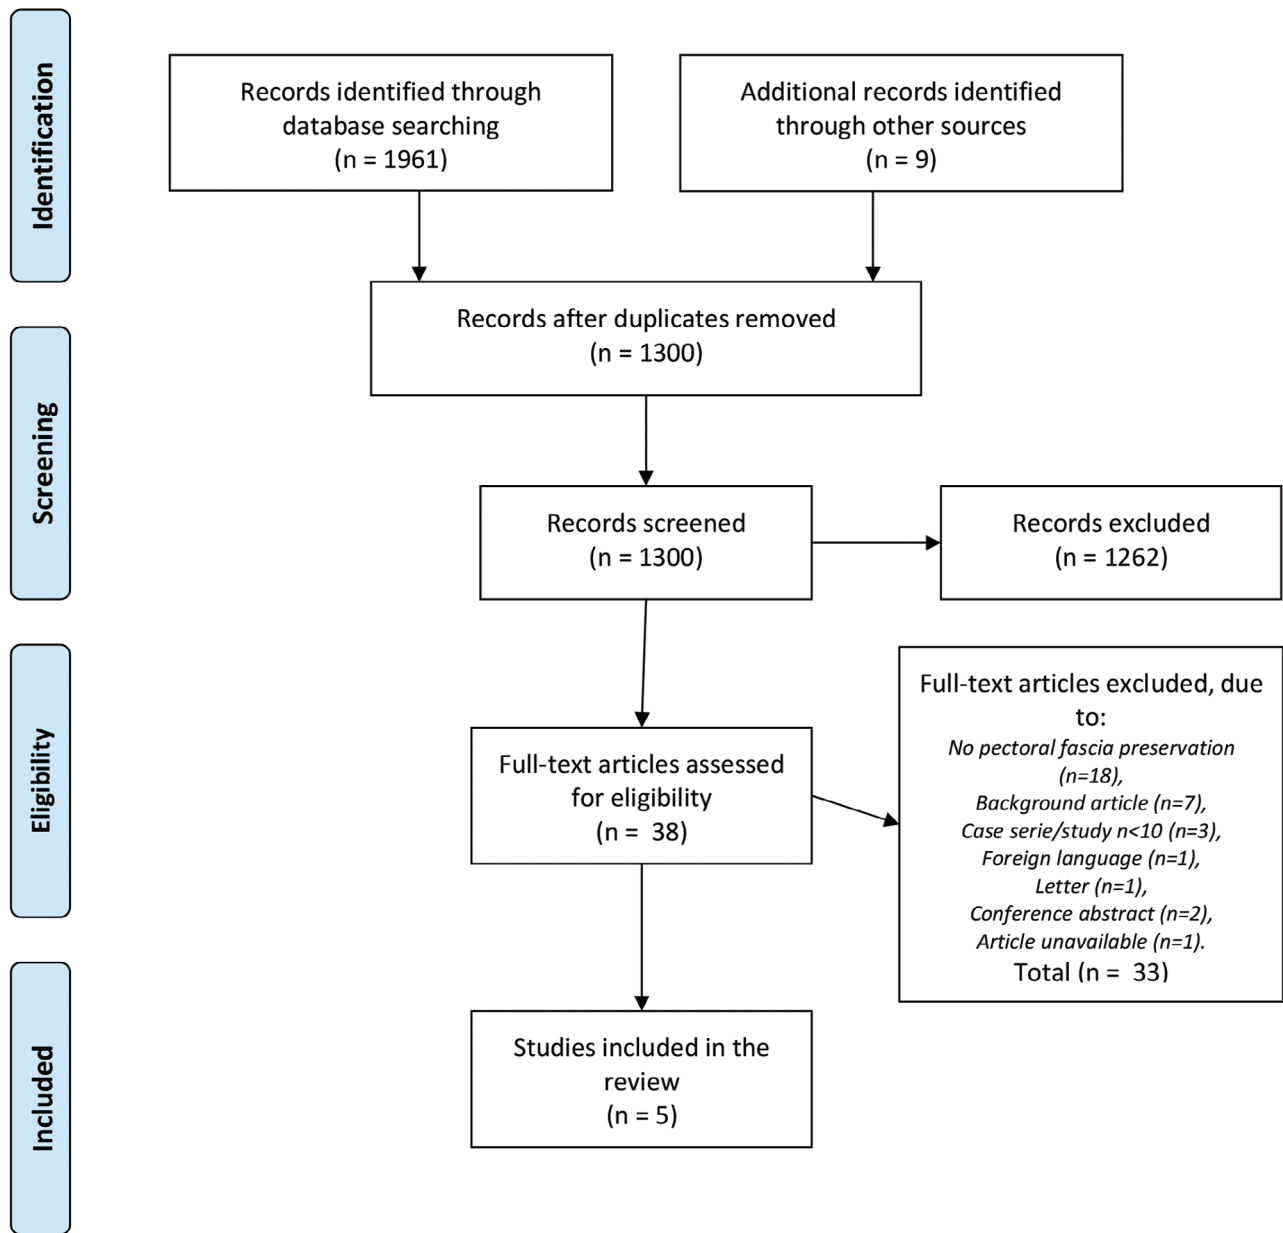 Identification
Records identified through
database searching
(n = 1961)
Additional records identified
through other sources
(n = 9)
Records after duplicates removed
(n = 1300)
Screening
Records screened
(n = 1300)
Records excluded
(n = 1262)
Eligibility
Full-text articles assessed
for eligibility
(n =  38)
Full-text articles excluded, due
to:
No pectoral fascia preservation
(n=18),
Background article (n=7),
Case serie/study n<10 (n=3),
Foreign language (n=1),
Letter (n=1),
Conference abstract (n=2),
Article unavailable (n=1).
Total (n =  33)
Included
Studies included in the
review
(n = 5)